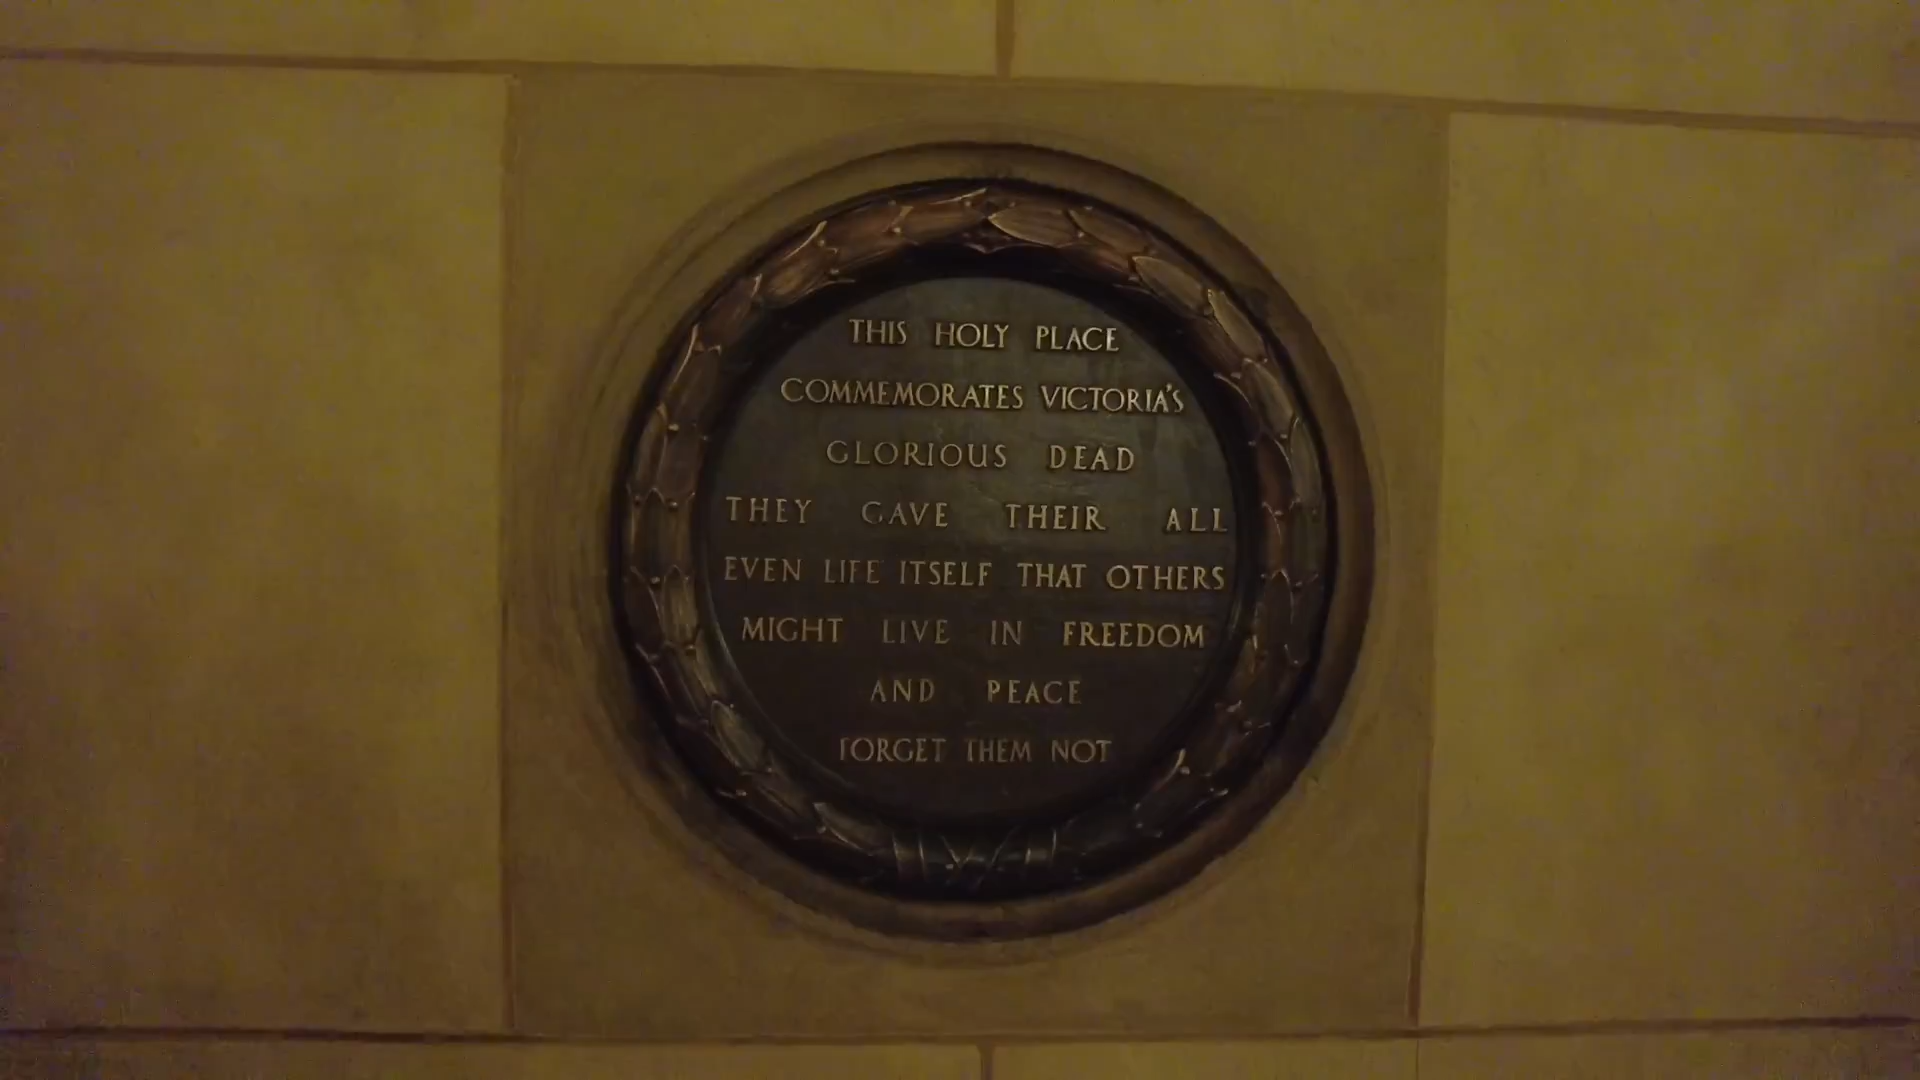 THIS HOLY PLACE
COMMEMORATES VICTORIA'S
GLORIOUS DEAD
THEY GAVE THEIR ALL
EVEN LIFE ITSELF THAT OTHERS
MIGHT LIVE IN FREEDOM
AND PEACE
FORGET THEM NOT